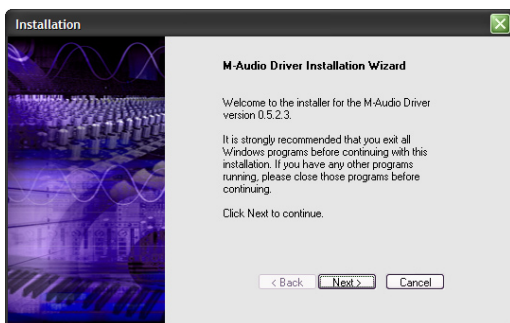 Installation
M-Audio Driver Installation Wizard
Welcome to the installer for the M-Audio Driver
version 0.5.2.3.
It is strongly recommended that you exit all
Windows programs before continuing with this
installation. If you have any other programs
running, please close those programs before
continuing.
Click Next to continue.
< Back Next > Cancel